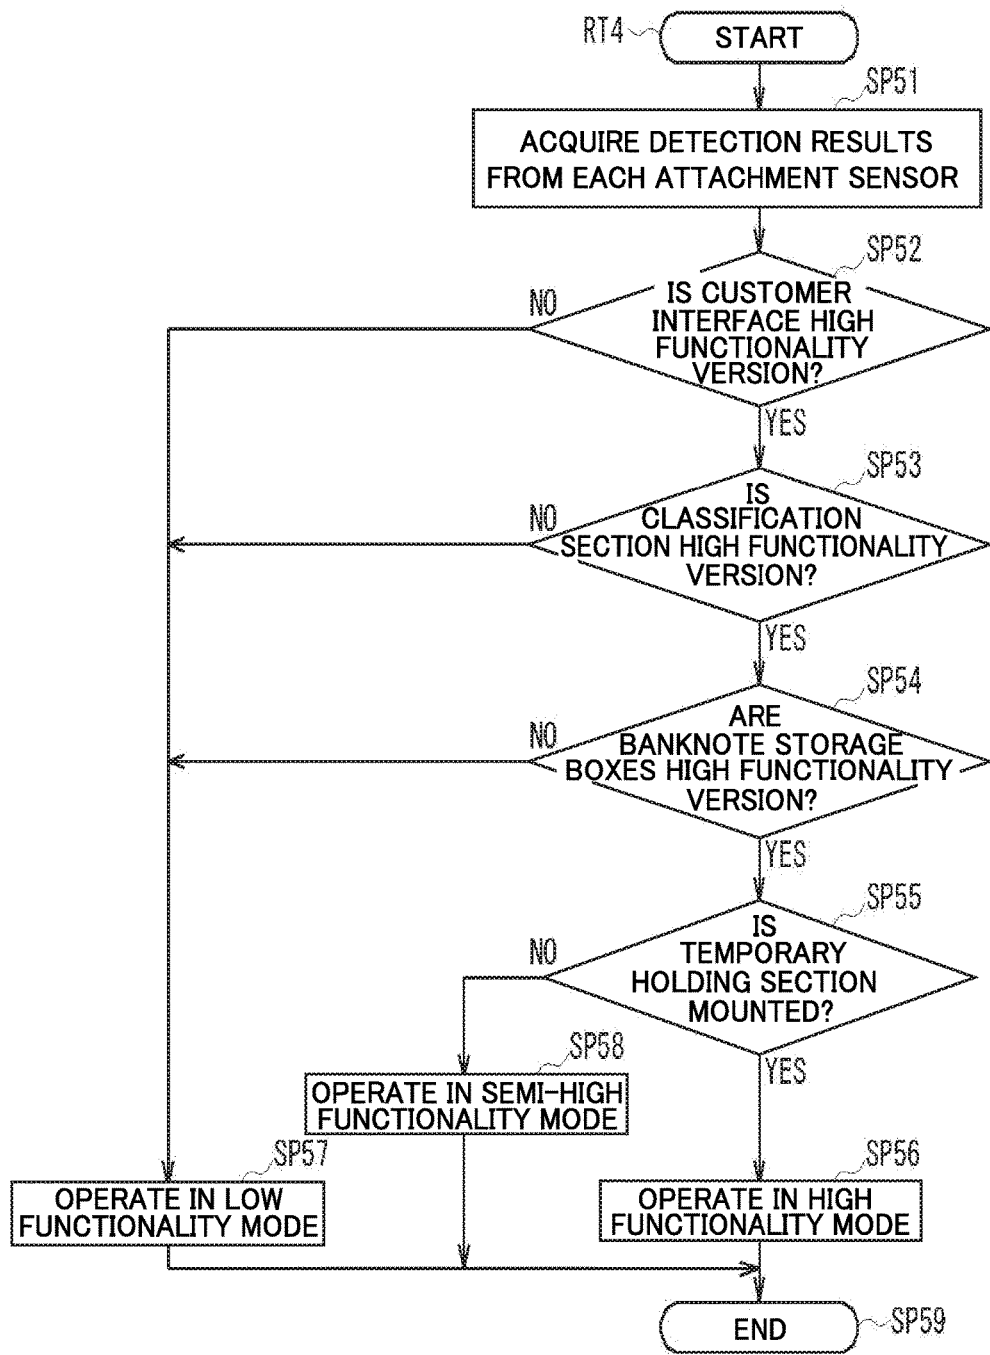 RT4
START
SP51
ACQUIRE DETECTION RESULTS
FROM EACH ATTACHMENT SENSOR
SP52
NO
IS CUSTOMER
INTERFACE HIGH
FUNCTIONALITY
VERSION?
YES
SP53
NO
IS
CLASSIFICATION
SECTION HIGH FUNCTIONALITY
VERSION?
YES
SP54
NO
ARE
BANKNOTE STORAGE
BOXES HIGH FUNCTIONALITY
VERSION?
YES
SP55
NO
IS
TEMPORARY
HOLDING SECTION
MOUNTED?
YES
SP58
OPERATE IN SEMI-HIGH
FUNCTIONALITY MODE
SP57
OPERATE IN LOW
FUNCTIONALITY MODE
SP56
OPERATE IN HIGH
FUNCTIONALITY MODE
END
SP59